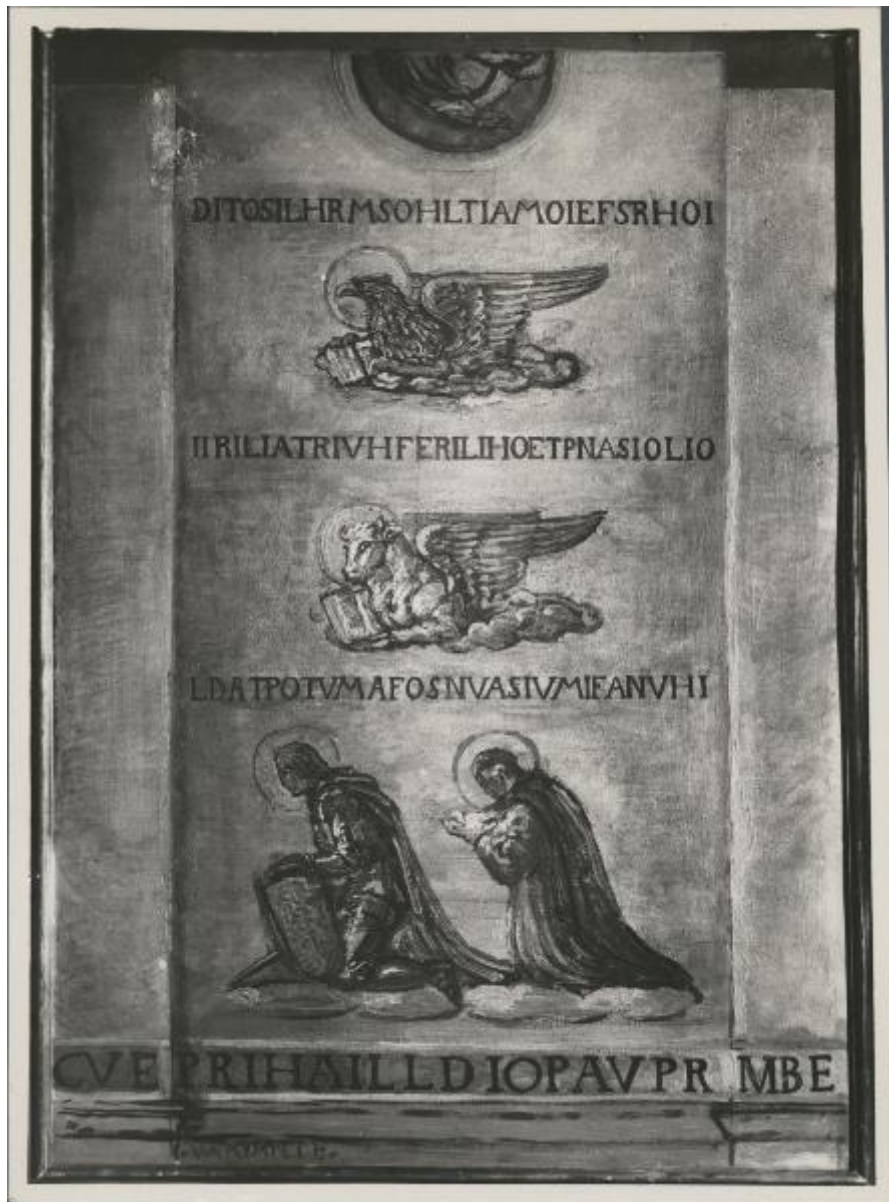 DITOSILHRMSOHLTIAMOIEFSRHOI
IIRILIATRIVHFERILIHOETPNASIOLIO
LDATPOTVMAFOSNVASIVMIFANVHI
CVE PRIHAILLDIOPAVPR MBE